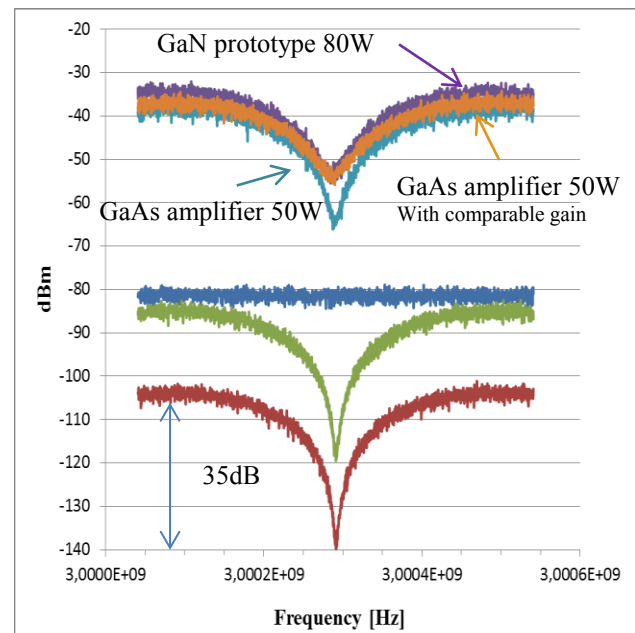 -20
-30
-40
-50
-60
-70
-80
-90
-100
-110
-120
-130
-140
dBm
GaN prototype 80W
GaAs amplifier 50W
GaAs amplifier 50W
With comparable gain
35dB
3,0000E+09
3,0002E+09
3,0004E+09
3,0006E+09
Frequency [Hz]